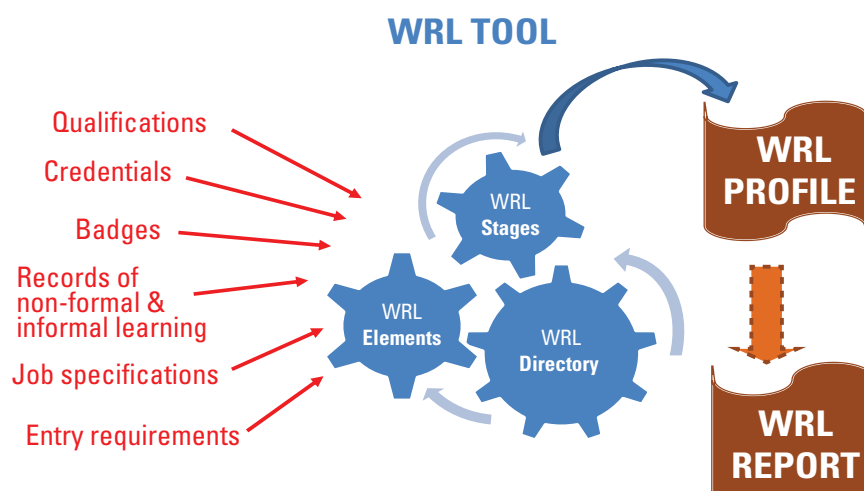 WRL TOOL
Qualifications
Credentials
Badges
Records of
non-formal &
informal learning
Job specifications
Entry requirements
WRL
Stages
WRL
Elements
WRL
Directory
WRL
PROFILE
WRL
REPORT